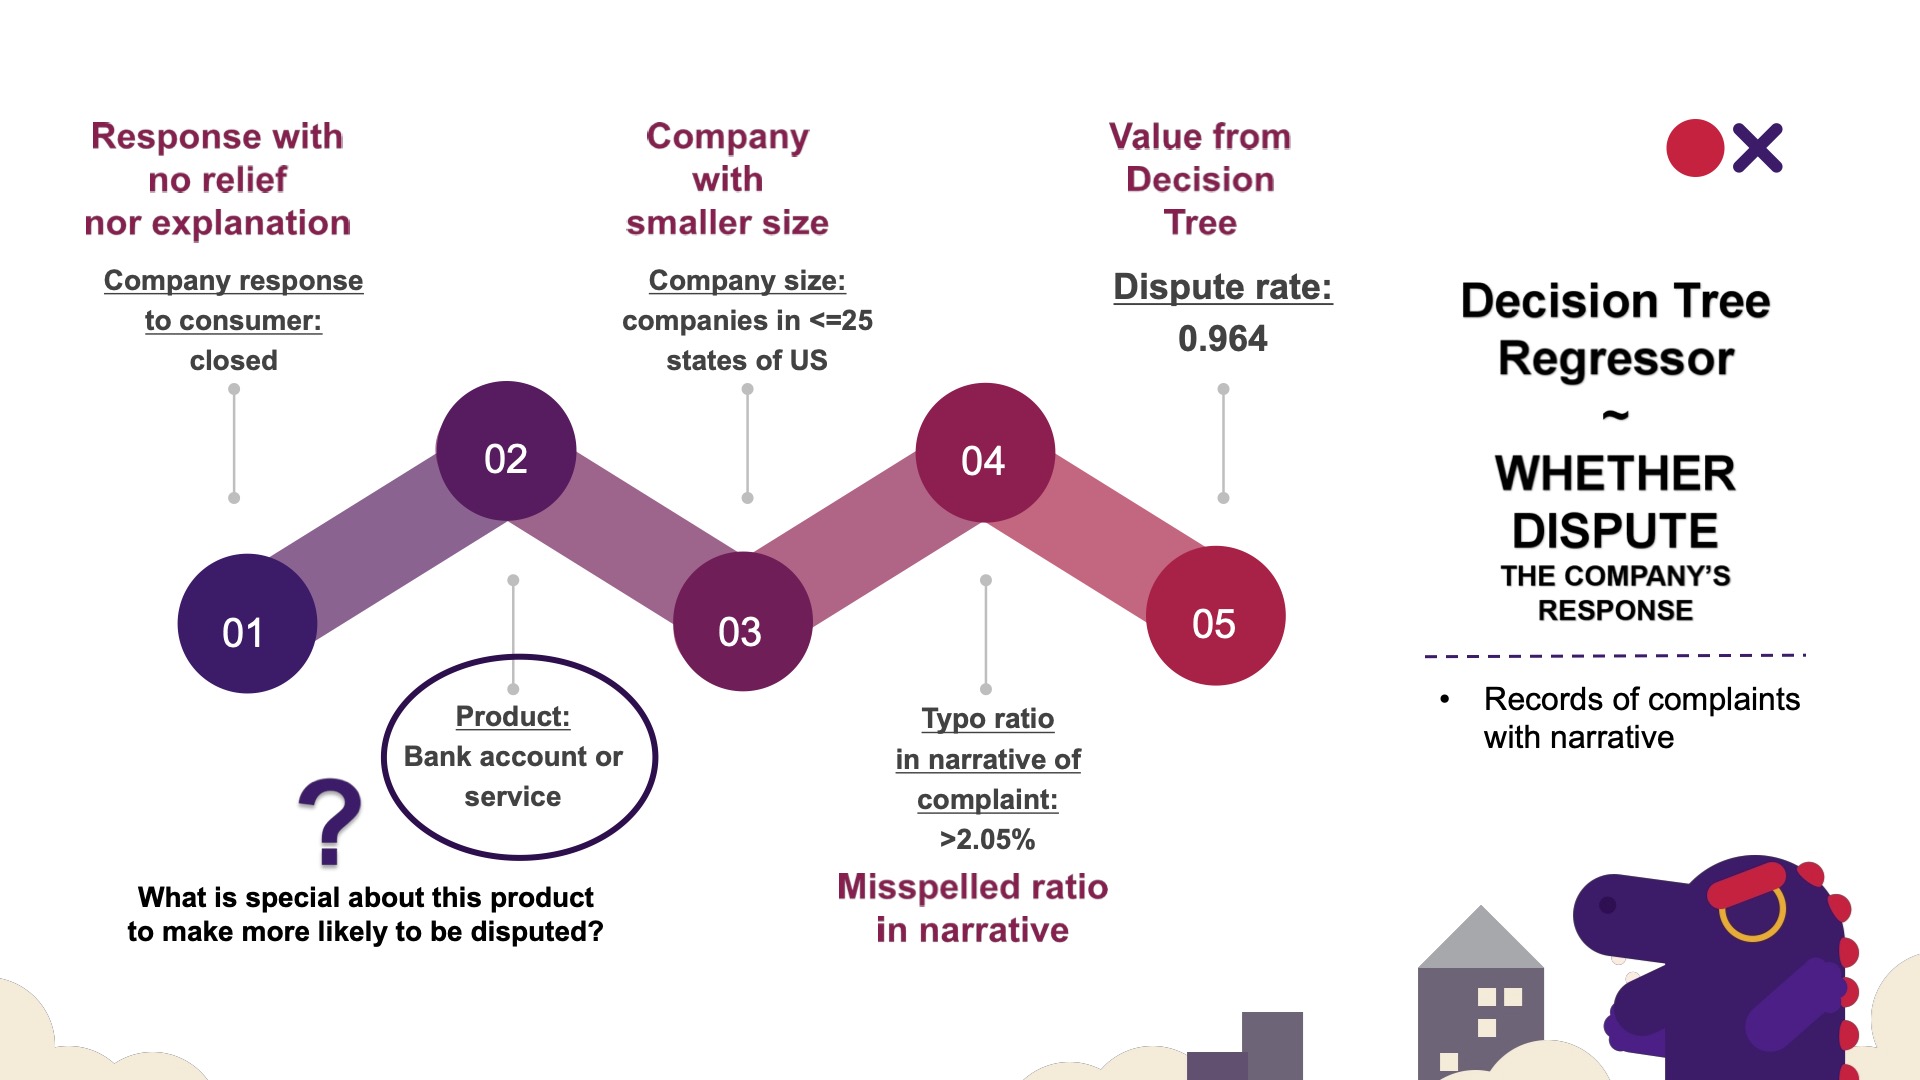 Response with
no relief
nor explanation
Company response
to consumer:
closed
Company
with
smaller size
Company size:
companies in <=25
states of US
Value from
Decision
Tree
Dispute rate:
0.964
01
02
03
04
05
Product:
Bank account or
service
?
What is special about this product
to make more likely to be disputed?
Typo ratio
in narrative of
complaint:
>2.05%
Misspelled ratio
in narrative
Decision Tree
Regressor
~
WHETHER
DISPUTE
THE COMPANY’S
RESPONSE
• Records of complaints
with narrative